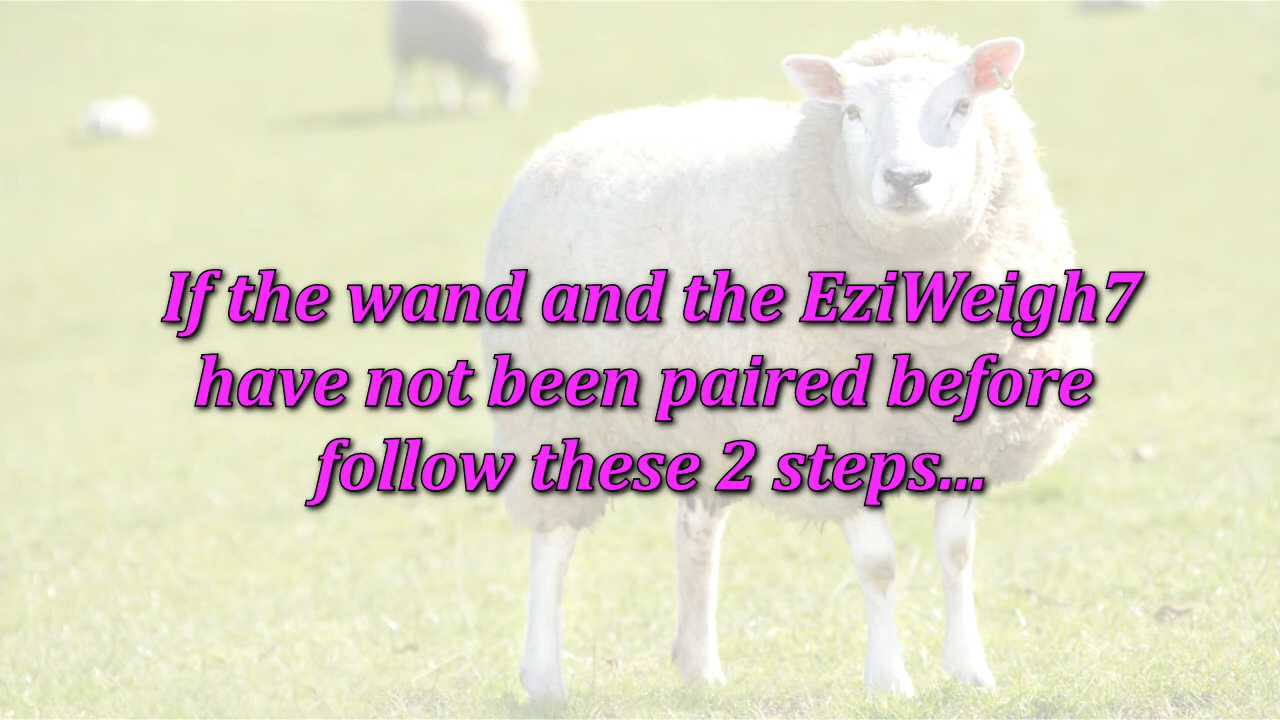 If the wand and the EziWeigh7
have not been paired before
follow these 2 steps...